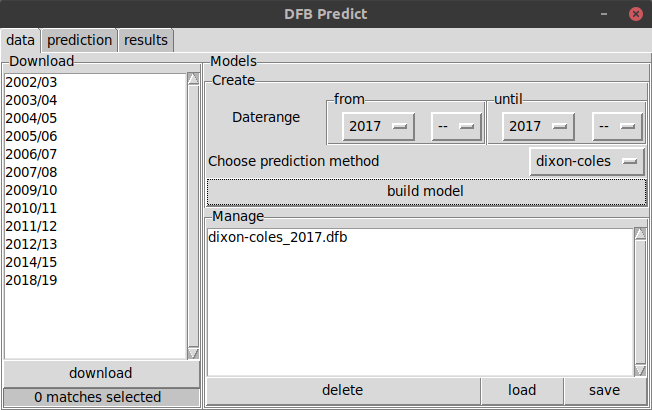 DFB Predict
data prediction results
Download
2002/03
2003/04
2004/05
2005/06
2006/07
2007/08
2009/10
2010/11
2011/12
2012/13
2014/15
2018/19
download
0 matches selected
Models
Create
from until
Daterange 2017 -- 2017 --
Choose prediction method dixon-coles
build model
Manage
dixon-coles_2017.dfb
delete load save